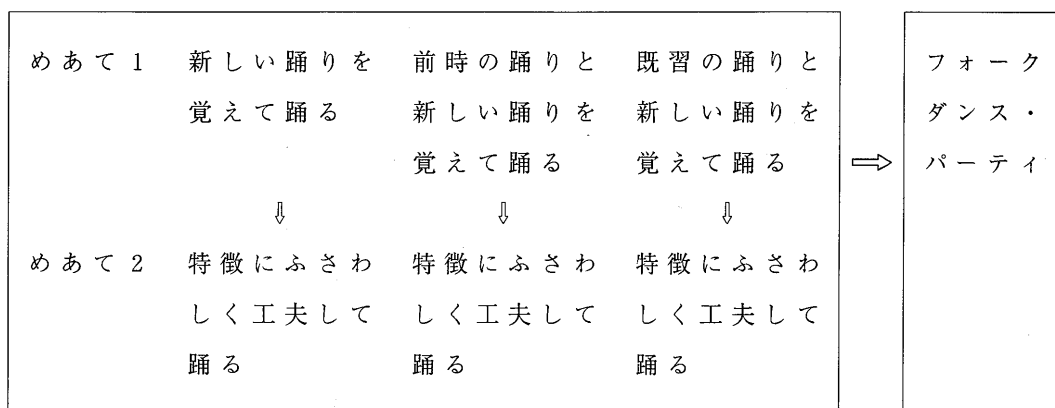 めあて1 新しい踊りを 前時の踊りと 既習の踊りと フォーク
覚えて踊る 新しい踊りを 新しい踊りを ダンス・
覚えて踊る 覚えて踊る パーティ
めあて2 特徴にふさわ 特徴にふさわ 特徴にふさわ
しく工夫して しく工夫して しく工夫して
踊る 踊る 踊る